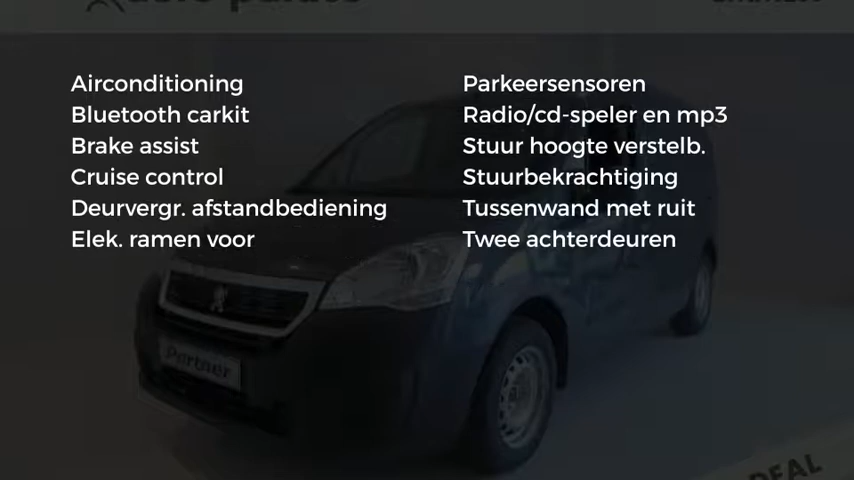 Airconditioning
Bluetooth carkit
Brake assist
Cruise control
Deurvergr. afstandbediening
Elek. ramen voor
Parkeersensoren
Radio/cd-speler en mp3
Stuur hoogte verstelb.
Stuurbekrachtiging
Tussenwand met ruit
Twee achterdeuren
Partner
DEAL